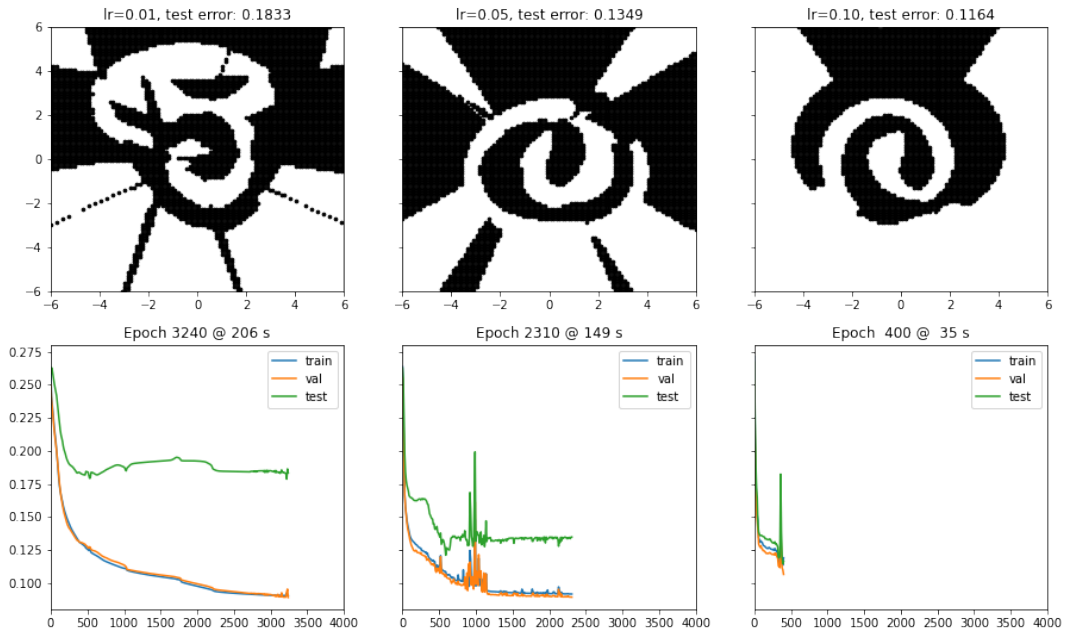 lr=0.01, test error: 0.1833
lr=0.05, test error: 0.1349
lr=0.10, test error: 0.1164
6
4
2
0
−2
−4
−6
−6 −4 −2 0 2 4 6
−6 −4 −2 0 2 4 6
−6 −4 −2 0 2 4 6
Epoch 3240 @ 206 s
Epoch 2310 @ 149 s
Epoch 400 @ 35 s
0.275
0.250
0.225
0.200
0.175
0.150
0.125
0.100
train
val
test
train
val
test
train
val
test
0 500 1000 1500 2000 2500 3000 3500 4000
0 500 1000 1500 2000 2500 3000 3500 4000
0 500 1000 1500 2000 2500 3000 3500 4000